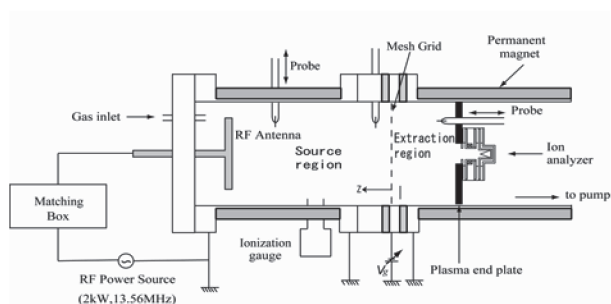 Mesh Grid
Permanent
magnet
Probe
Gas inlet
RF Antenna
Source
region
Extraction
region
Probe
Ion
analyzer
Z
to pump
Matching
Box
Ionization
gauge
Vg
Plasma end plate
RF Power Source
(2kW,13.56MHz)